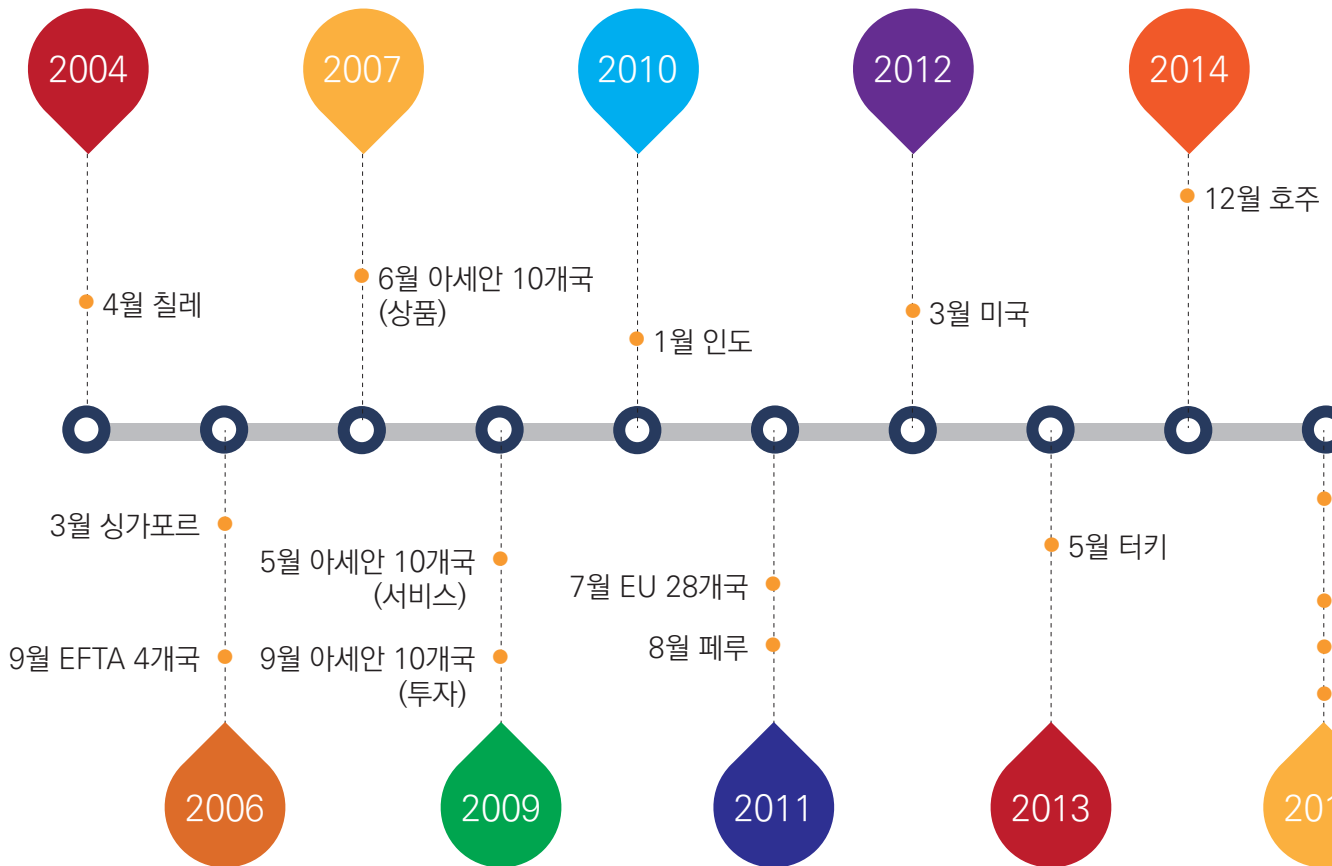 2004
2007
2010
2012
2014
12월 호주
6월 아세안 10개국
(상품)
4월 칠레
3월 미국
1월 인도
3월 싱가포르
5월 아세안 10개국
(서비스)
5월 터키
7월 EU 28개국
8월 페루
9월 EFTA 4개국
9월 아세안 10개국
(투자)
2006
2009
2011
2013